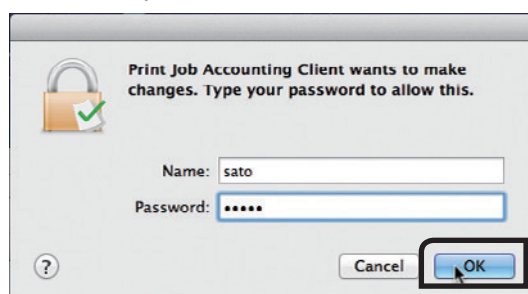 Print Job Accounting Client wants to make
changes. Type your password to allow this.
Name: sato
Password: •••••
? Cancel OK